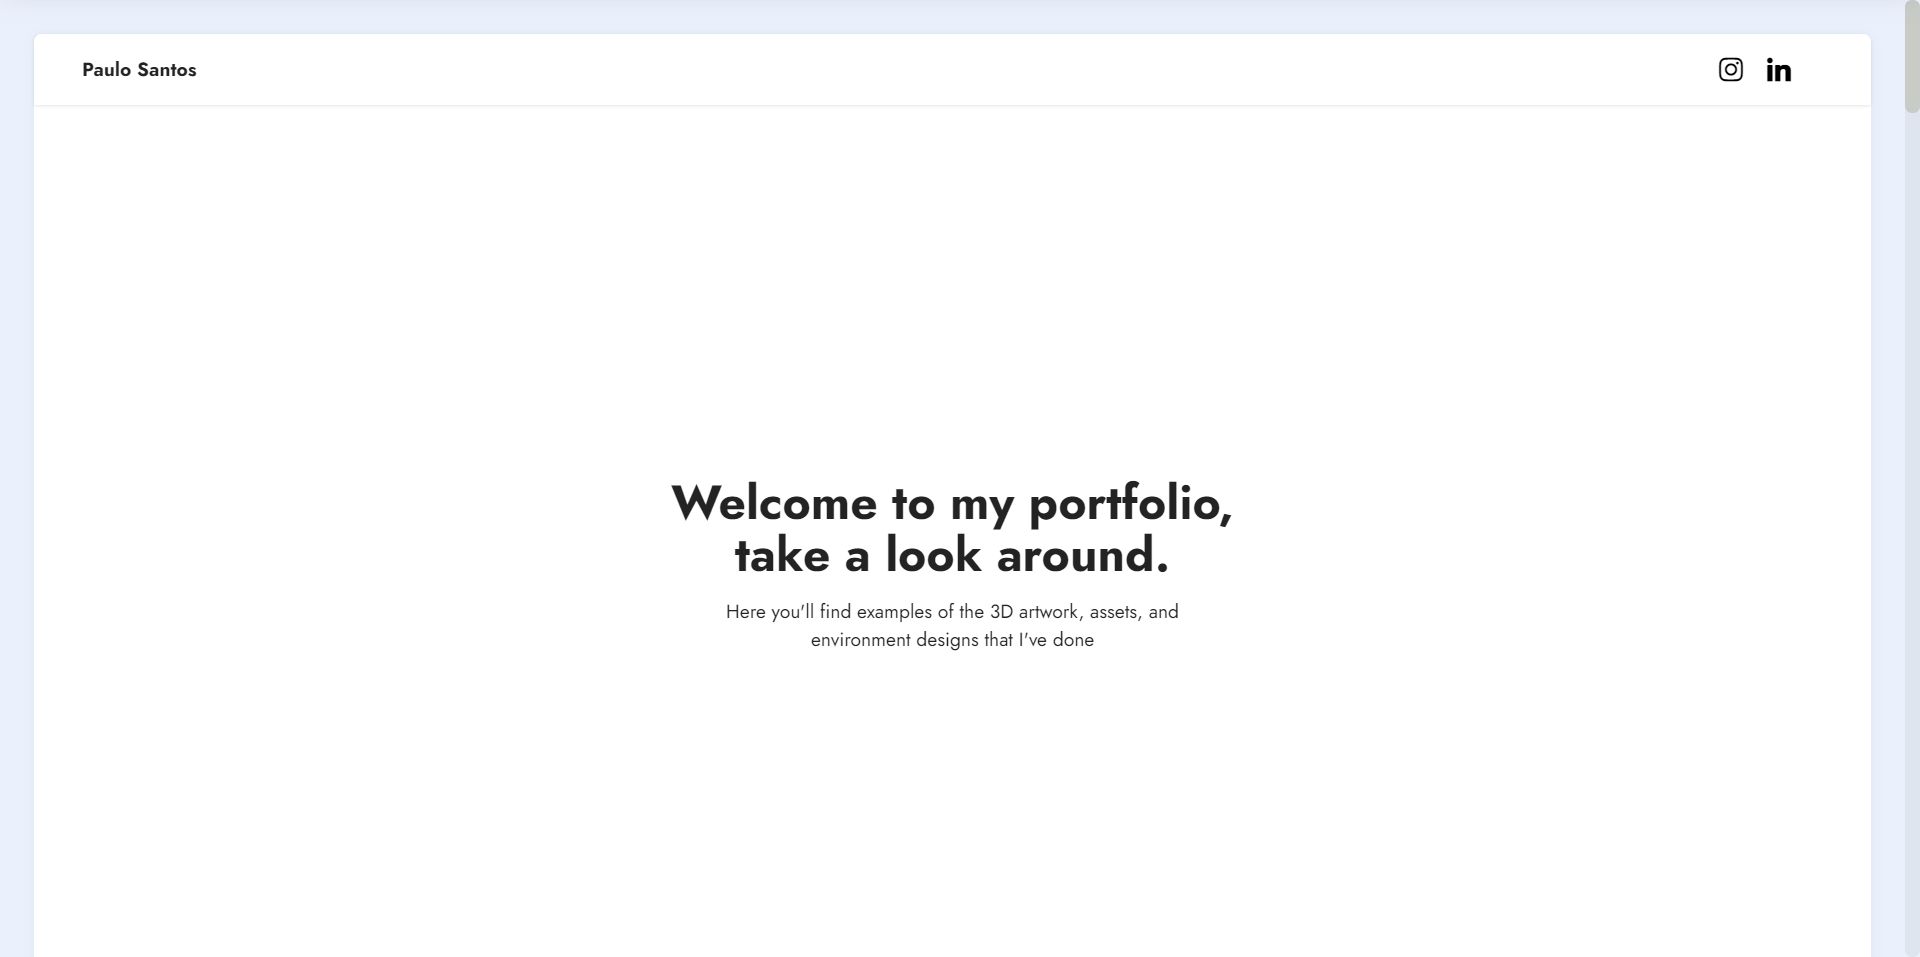 Paulo Santos
in
Welcome to my portfolio,
take a look around.
Here you'll find examples of the 3D artwork, assets, and
environment designs that I've done